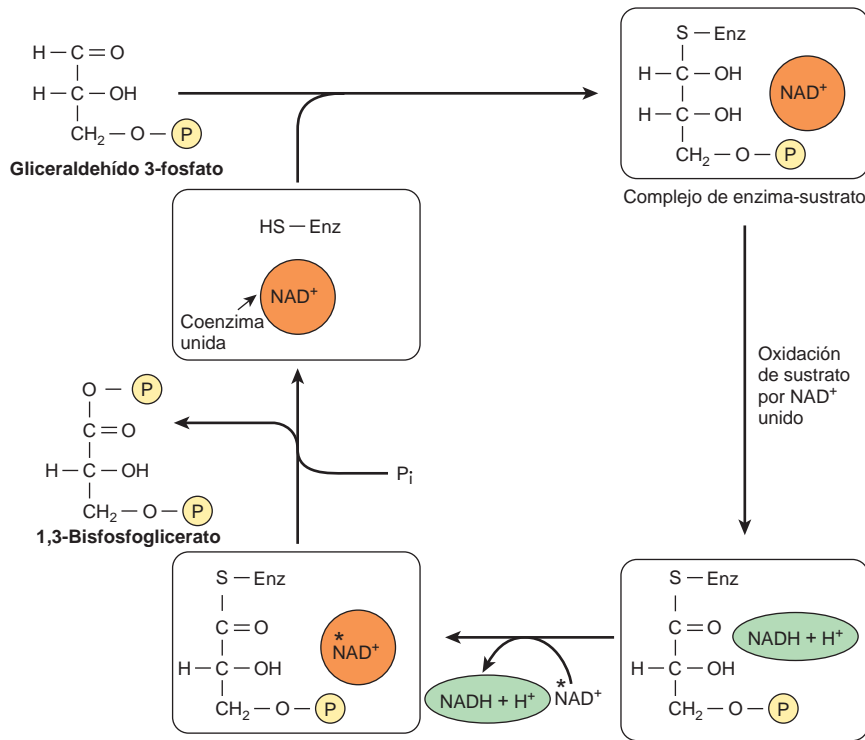 H — C = O
H — C — OH
CH₂ — O — P
Gliceraldehído 3-fosfato
S — Enz
H — C — OH
H — C — OH
CH₂ — O — P
NAD⁺
Complejo de enzima-sustrato
HS — Enz
NAD⁺
Coenzima
unida
Oxidación
de sustrato
por NAD⁺
unido
O — P
C = O
H — C — OH
CH₂ — O — P
1,3-Bisfosfoglicerato
Pi
S — Enz
C = O
H — C — OH
CH₂ — O — P
*
NAD⁺
NADH + H⁺
*
NAD⁺
S — Enz
C = O
H — C — OH
CH₂ — O — P
NADH + H⁺